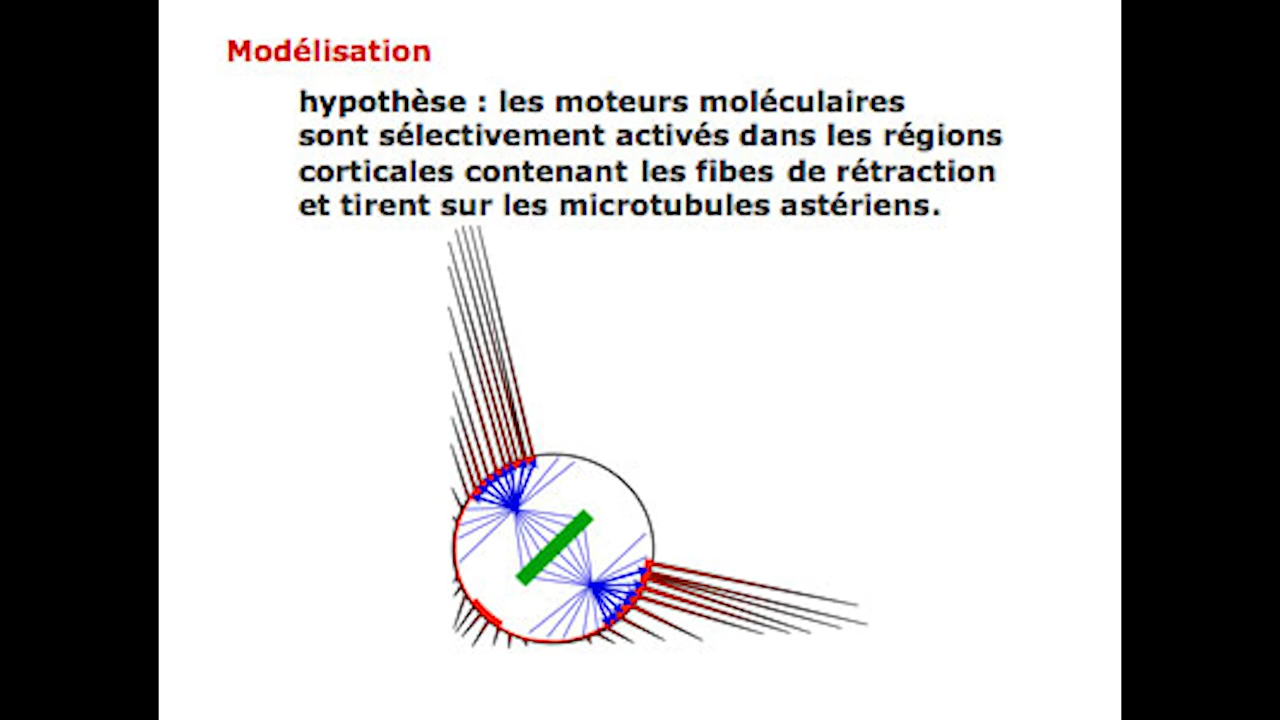 Modélisation
hypothèse : les moteurs moléculaires
sont sélectivement activés dans les régions
corticales contenant les fibes de rétraction
et tirent sur les microtubules astériens.